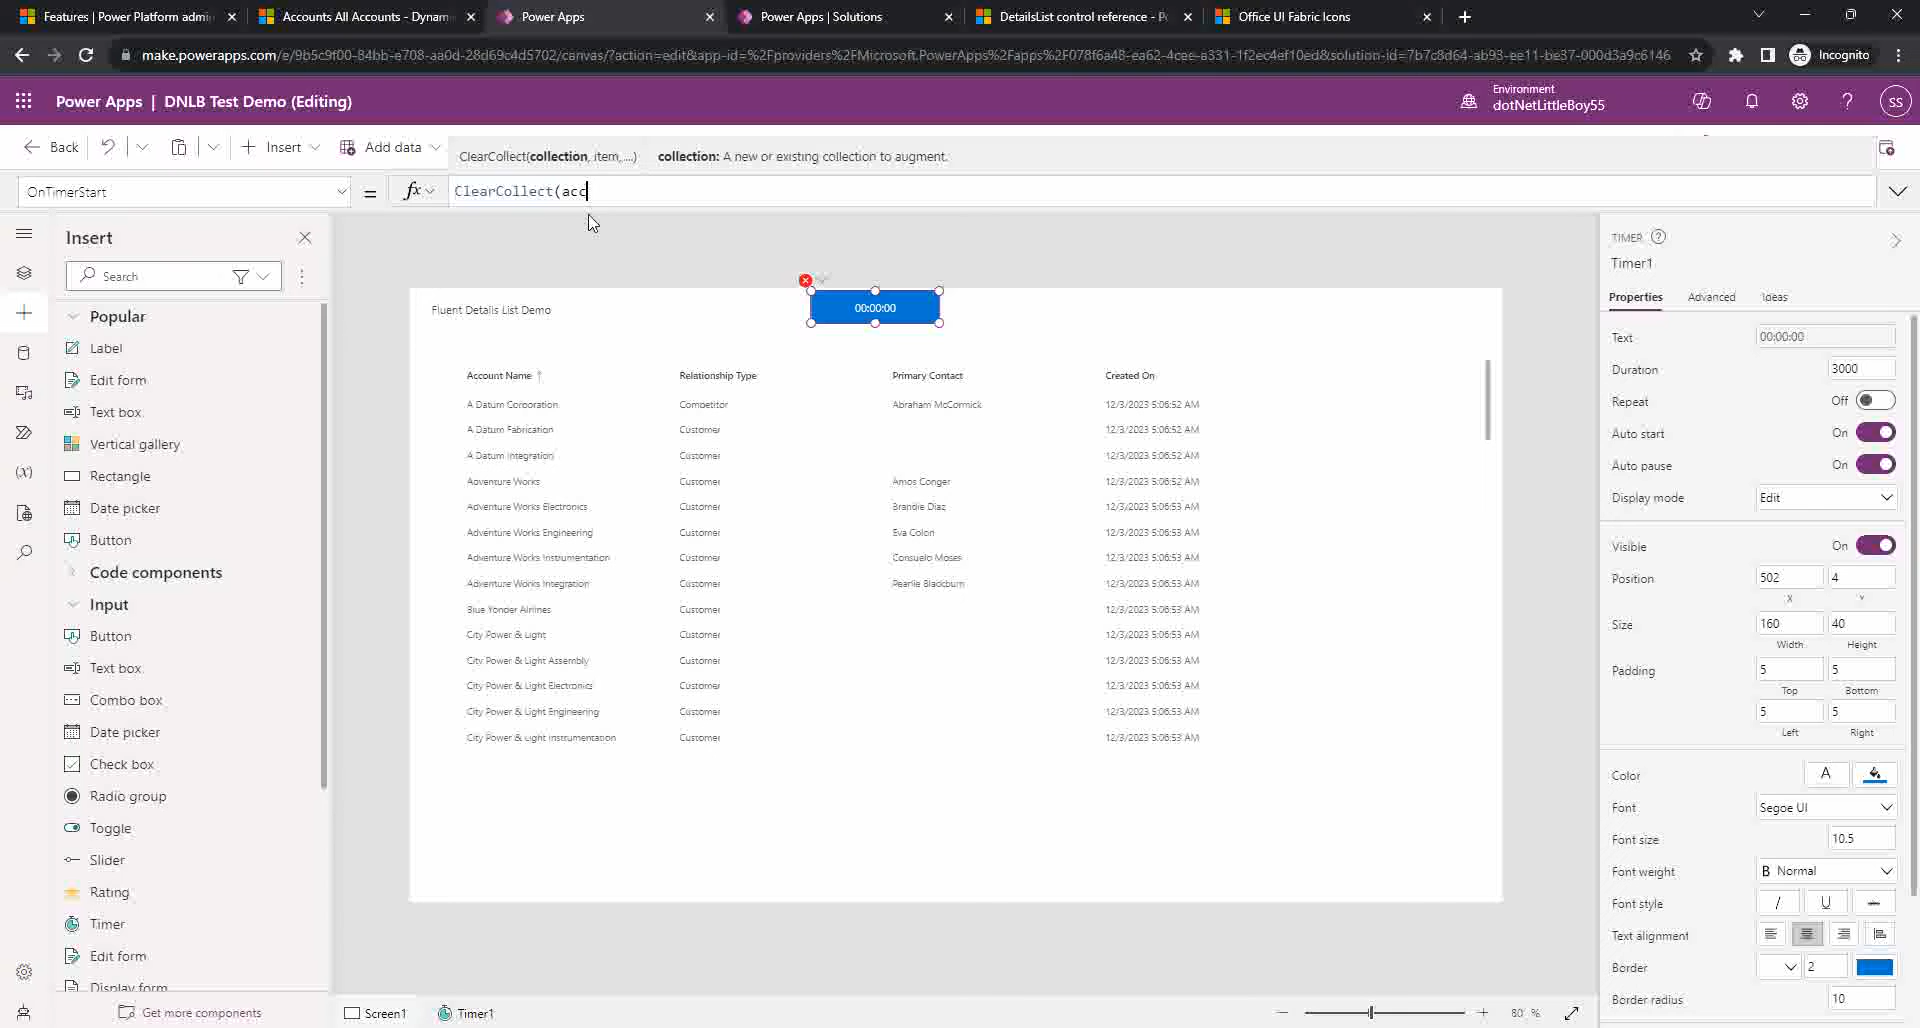 Features | Power Platform admin
Accounts All Accounts - Dynam
Power Apps
Power Apps | Solutions
DetailsList control reference - Po
Office UI Fabric Icons
make.powerapps.com/e/9b5c9f00-84bb-e708-aa0d-28d69c4d5702/canvas/?action=edit&app-id=%2Fproviders%2FMicrosoft.PowerApps%2Fapps%2F078f6a48-ea62-4cee-a331-1f2ec4ef10ed&solution-id=7b7c8d64-ab93-ee11-be37-000d3a9c6146
Incognito
Power Apps | DNLB Test Demo (Editing)
Environment
dotNetLittleBoy55
SS
Back
Insert
Add data
ClearCollect(collection, item, ...)
collection: A new or existing collection to augment.
OnTimerStart
=
fx
ClearCollect(acc
Insert
Search
Popular
Label
Edit form
Text box
Vertical gallery
Rectangle
Date picker
Button
Code components
Input
Button
Text box
Combo box
Date picker
Check box
Radio group
Toggle
Slider
Rating
Timer
Edit form
Display form
Get more components
Fluent Details List Demo
00:00:00
Account Name ↑ Relationship Type Primary Contact Created On
A Datum Corporation Competitor Abraham McCormick 12/3/2023 5:06:52 AM
A Datum Fabrication Customer 12/3/2023 5:06:52 AM
A Datum Integration Customer 12/3/2023 5:06:52 AM
Adventure Works Customer Amos Conger 12/3/2023 5:06:52 AM
Adventure Works Electronics Customer Brandie Diaz 12/3/2023 5:06:53 AM
Adventure Works Engineering Customer Eva Colon 12/3/2023 5:06:53 AM
Adventure Works Instrumentation Customer Consuelo Moses 12/3/2023 5:06:53 AM
Adventure Works Integration Customer Pearlie Blackburn 12/3/2023 5:06:53 AM
Blue Yonder Airlines Customer 12/3/2023 5:06:53 AM
City Power & Light Customer 12/3/2023 5:06:53 AM
City Power & Light Assembly Customer 12/3/2023 5:06:53 AM
City Power & Light Electronics Customer 12/3/2023 5:06:53 AM
City Power & Light Engineering Customer 12/3/2023 5:06:53 AM
City Power & Light Instrumentation Customer 12/3/2023 5:06:53 AM
Screen1
Timer1
80 %
TIMER
Timer1
Properties Advanced Ideas
Text 00:00:00
Duration 3000
Repeat Off
Auto start On
Auto pause On
Display mode Edit
Visible On
Position 502 4
X Y
Size 160 40
Width Height
Padding 5 5
Top Bottom
5 5
Left Right
Color A
Font Segoe UI
Font size 10.5
Font weight B Normal
Font style / U
Text alignment
Border 2
Border radius 10